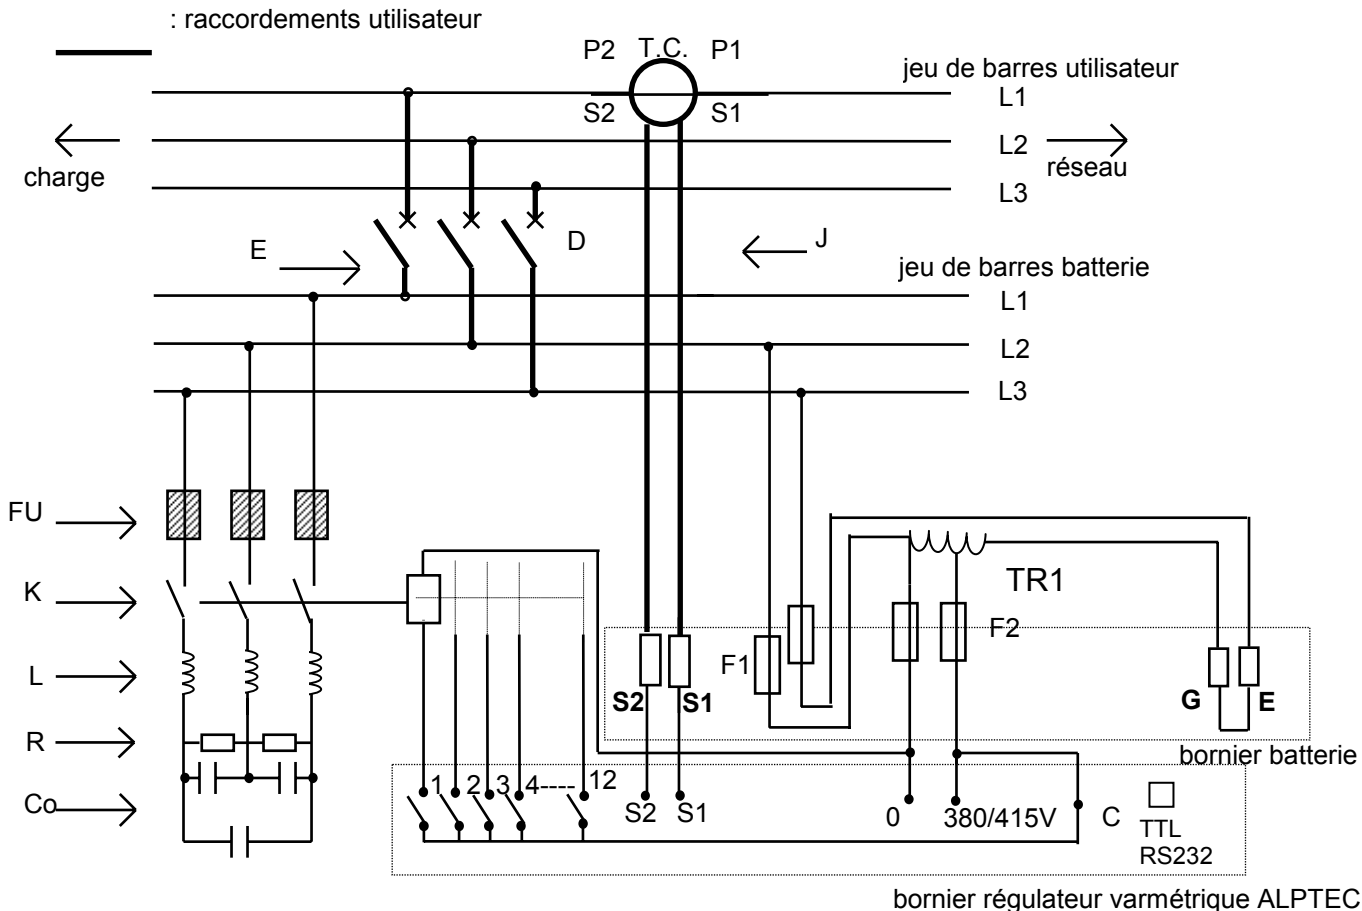 : raccordements utilisateur
P2 T.C. P1
jeu de barres utilisateur
S2 S1
L1
L2
charge
réseau
L3
E
D
J
jeu de barres batterie
L1
L2
L3
FU
K
TR1
F2
L
F1
S2 S1
G E
R
bornier batterie
Co
1 2 3 4---- 12
S2 S1
0 380/415V C
TTL
RS232
bornier régulateur varmétrique ALPTEC